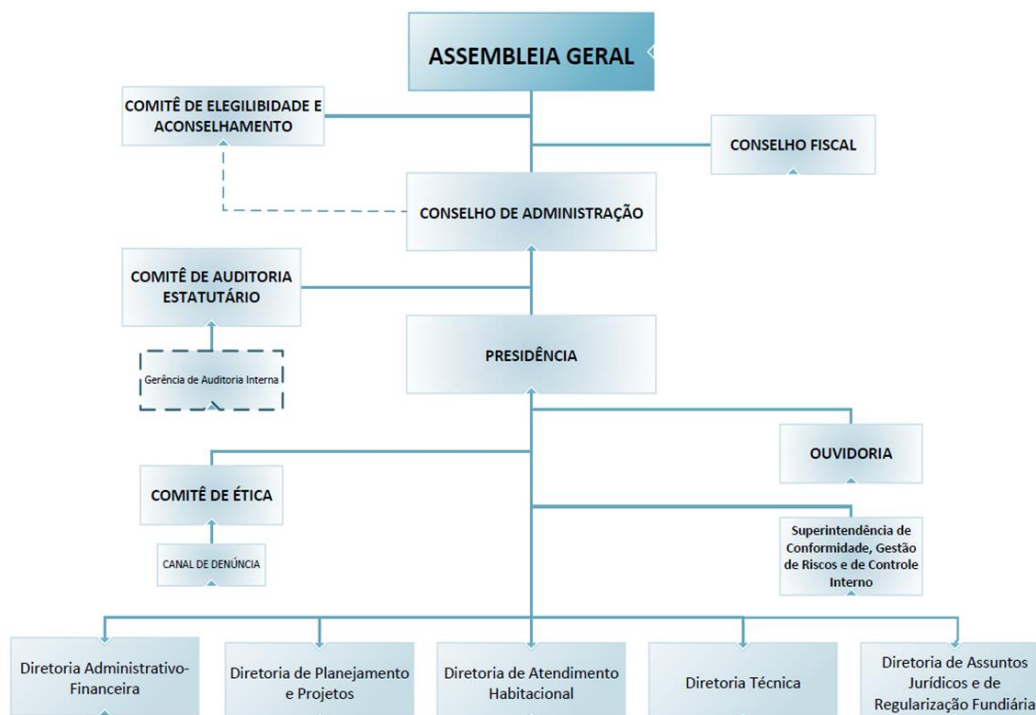 ASSEMBLEIA GERAL
COMITÊ DE ELEGILIBIDADE E
ACONSELHAMENTO
CONSELHO FISCAL
CONSELHO DE ADMINISTRAÇÃO
COMITÊ DE AUDITORIA
ESTATUTÁRIO
PRESIDÊNCIA
Gerência de Auditoria Interna
OUVIDORIA
COMITÊ DE ÉTICA
CANAL DE DENÚNCIA
Superintendência de
Conformidade, Gestão
de Riscos e de Controle
Interno
Diretoria Administrativo-
Financeira
Diretoria de Planejamento
e Projetos
Diretoria de Atendimento
Habitacional
Diretoria Técnica
Diretoria de Assuntos
Jurídicos e de
Regularização Fundiária